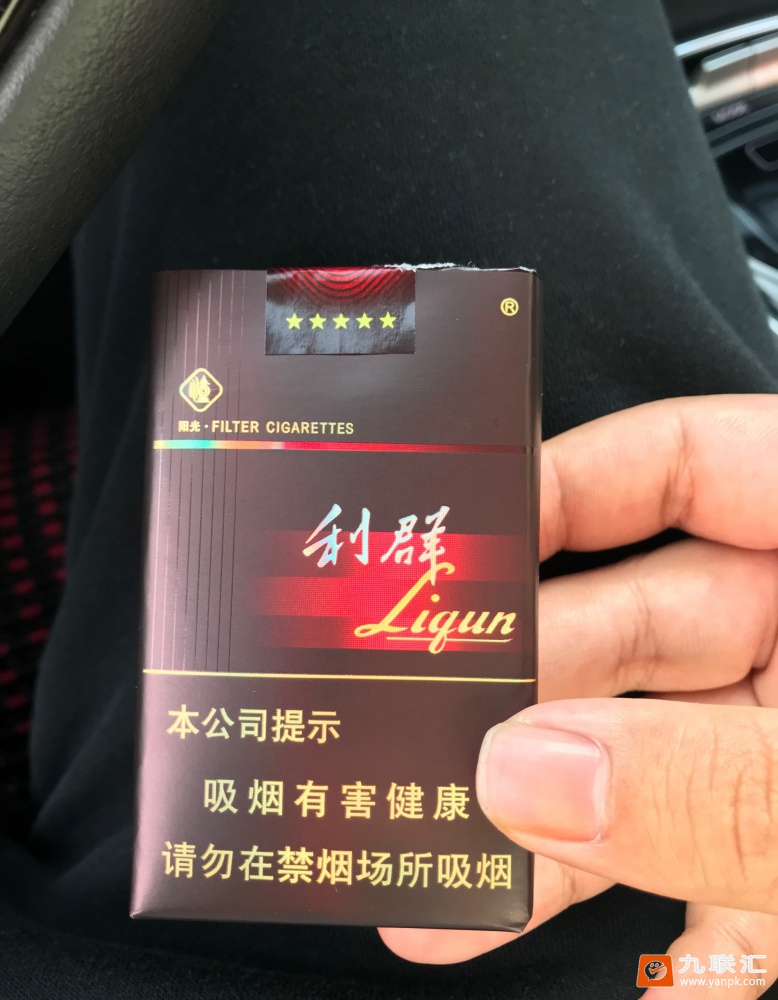 ®
阳光·FILTER CIGARETTES
利群
Liqun
本公司提示
吸烟有害健康
请勿在禁烟场所吸烟
九联汇
www.yanpk.com